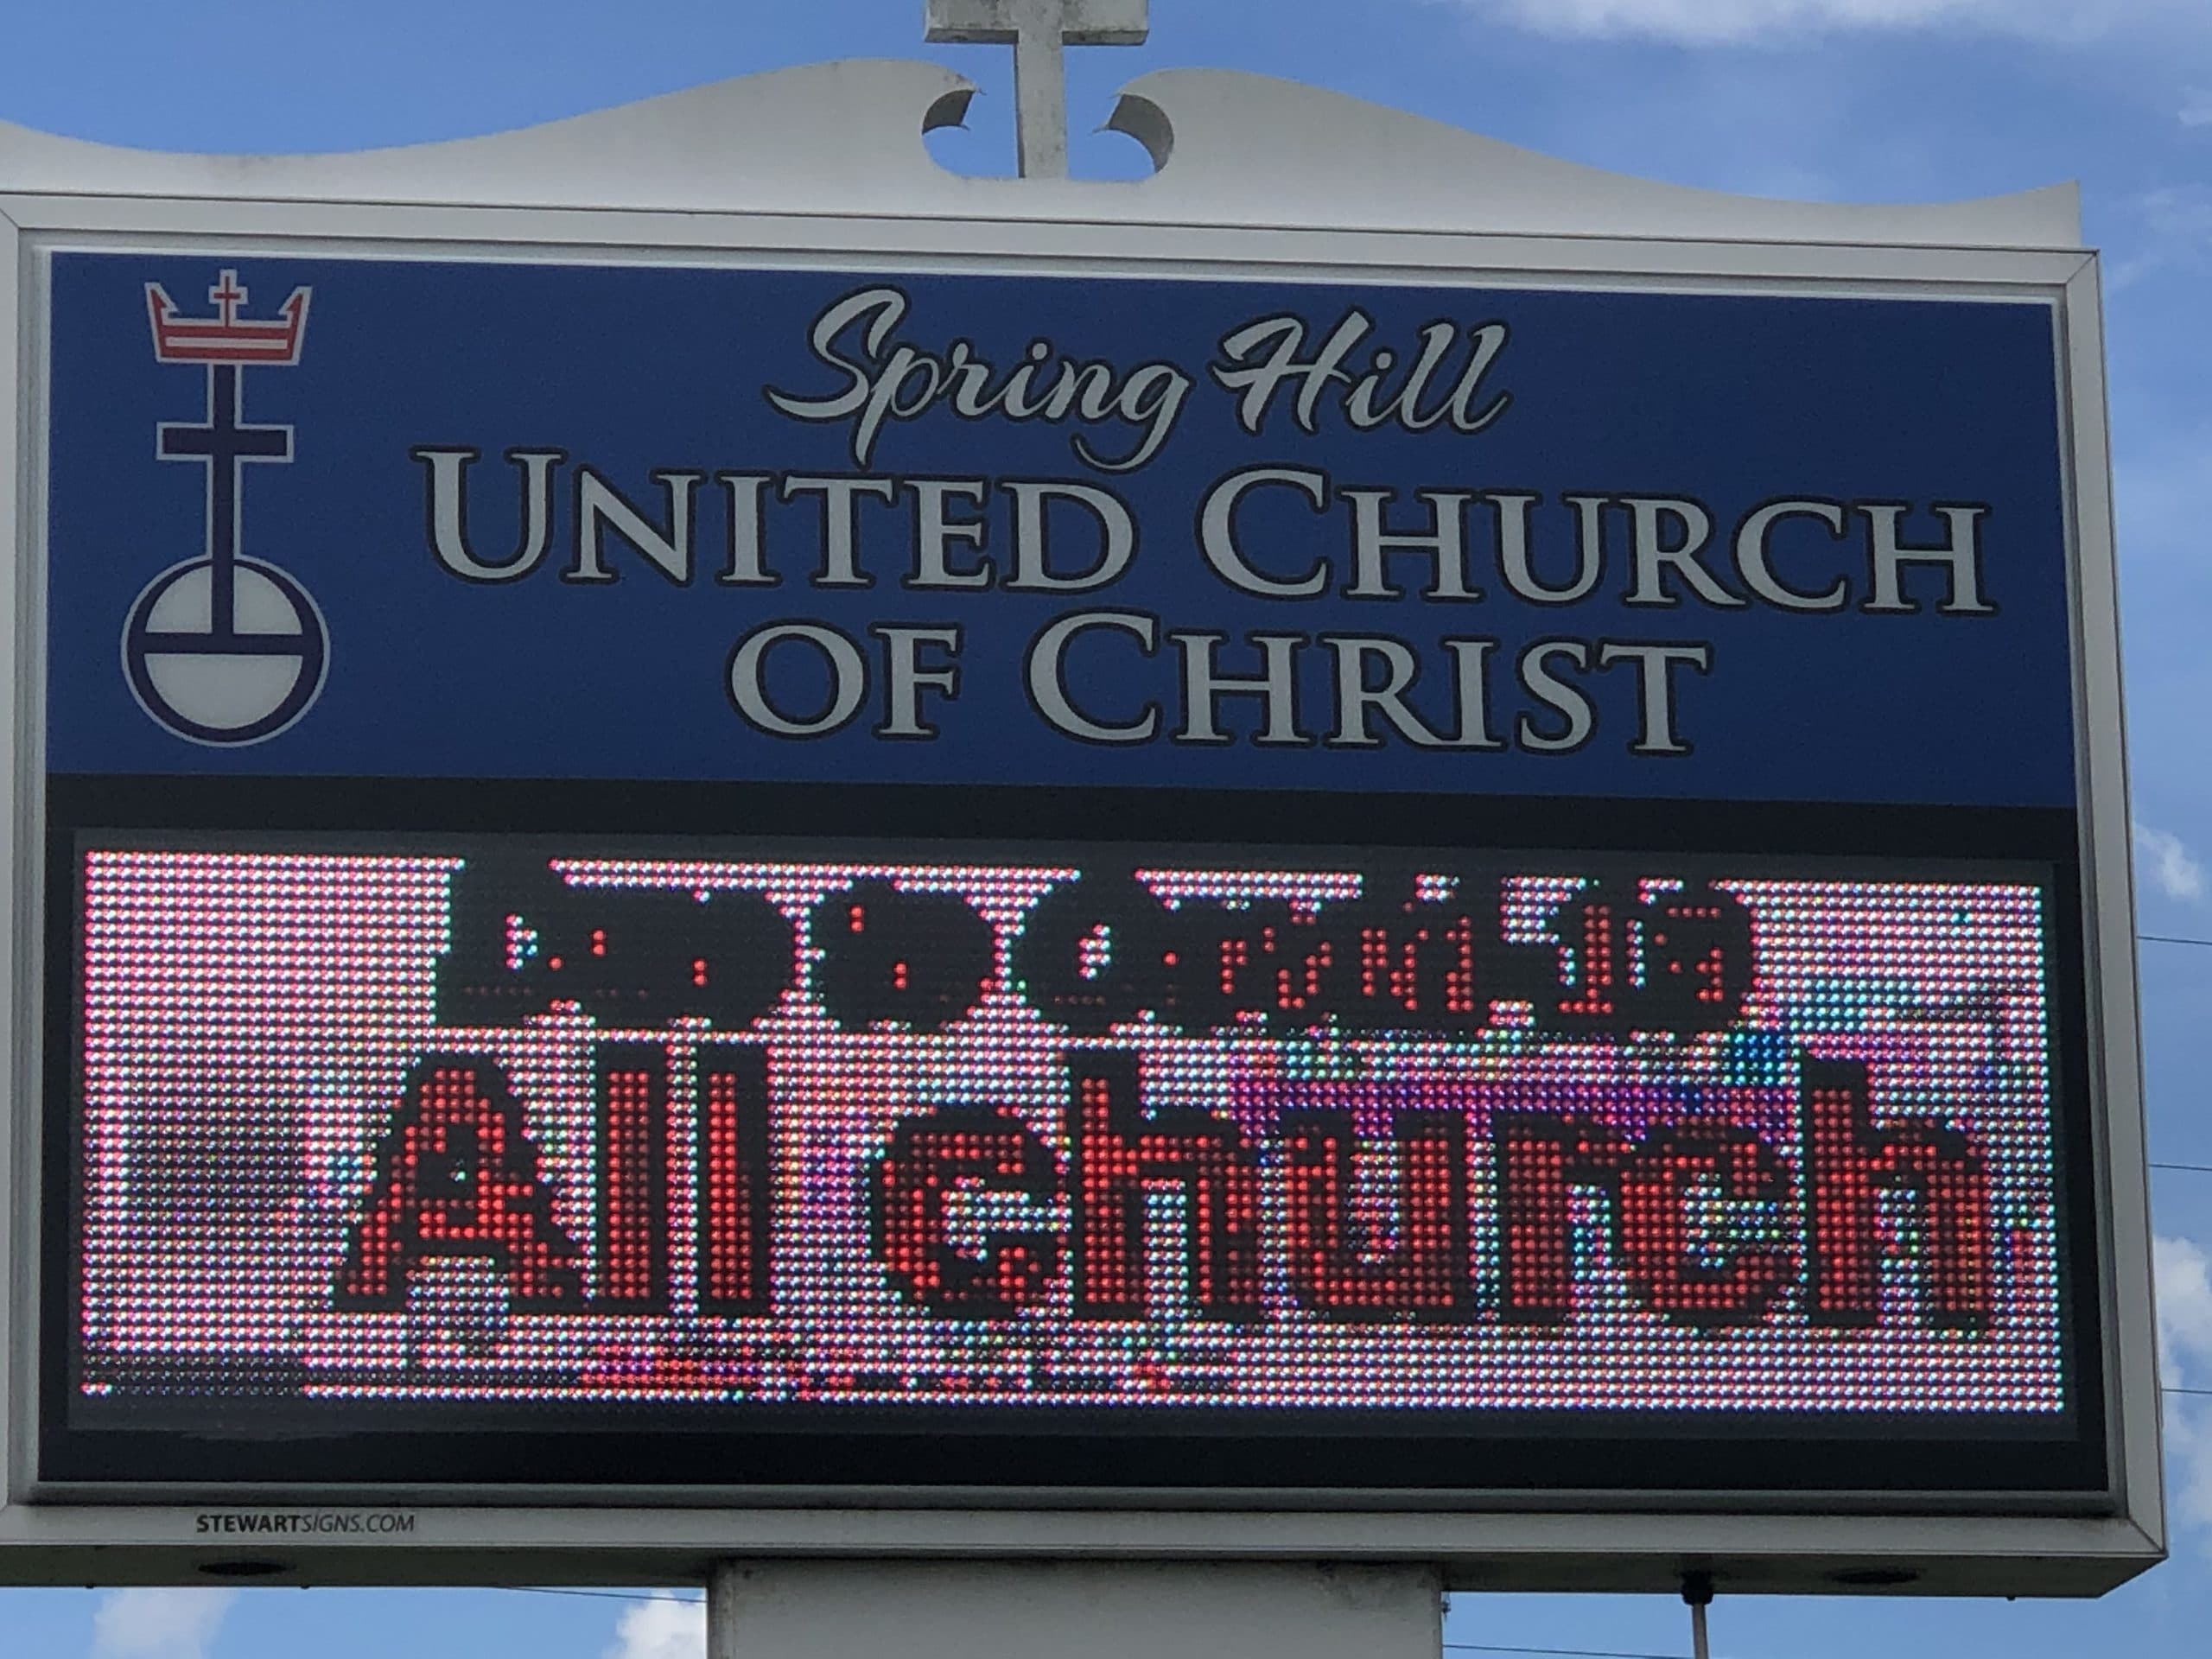 Spring Hill
UNITED CHURCH
OF CHRIST
All church
STEWARTSIGNS.COM